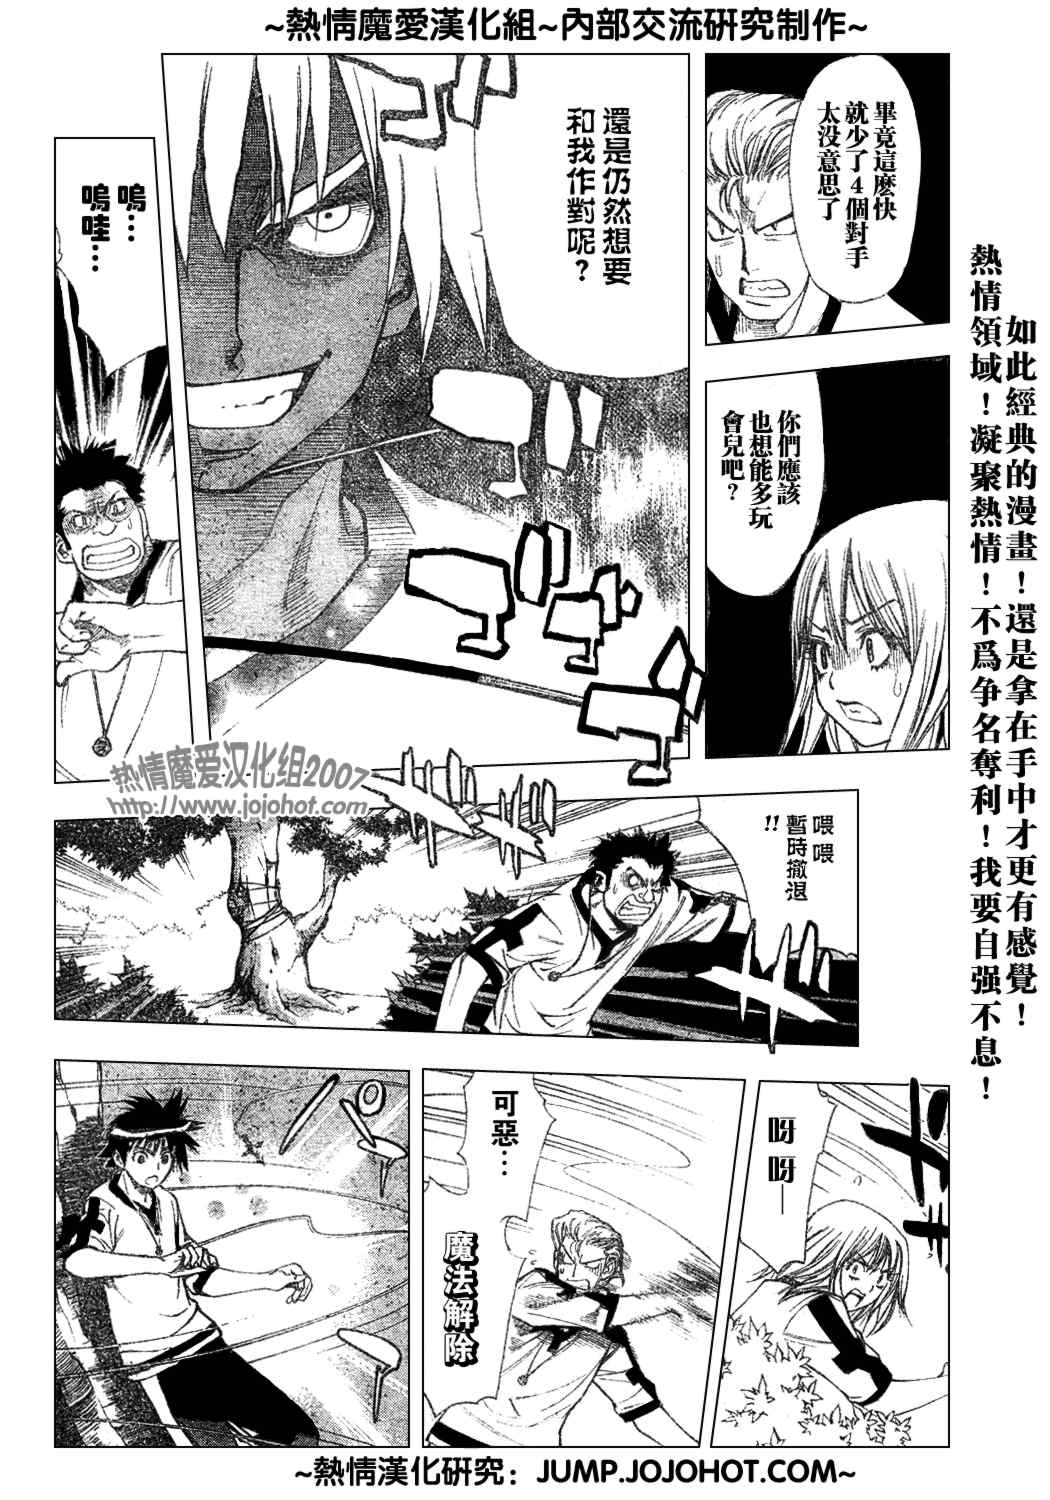 ~熱情魔愛漢化組~內部交流研究制作~
畢竟這麽快
就少了4個對手
太没意思了
你們應該
也想能多玩
會兒吧？
還是仍然想要
和我作對呢？
嗚…
嗚哇…
喂喂
暫時撤退
!!
呀呀—
可惡…
魔法解除
如此經典的漫畫！還是拿在手中才更有感覺！
熱情領域！凝聚熱情！不爲争名奪利！我要自强不息！
热情魔爱汉化组2007
http://www.jojohot.com
~熱情漢化研究：JUMP.JOJOHOT.COM~